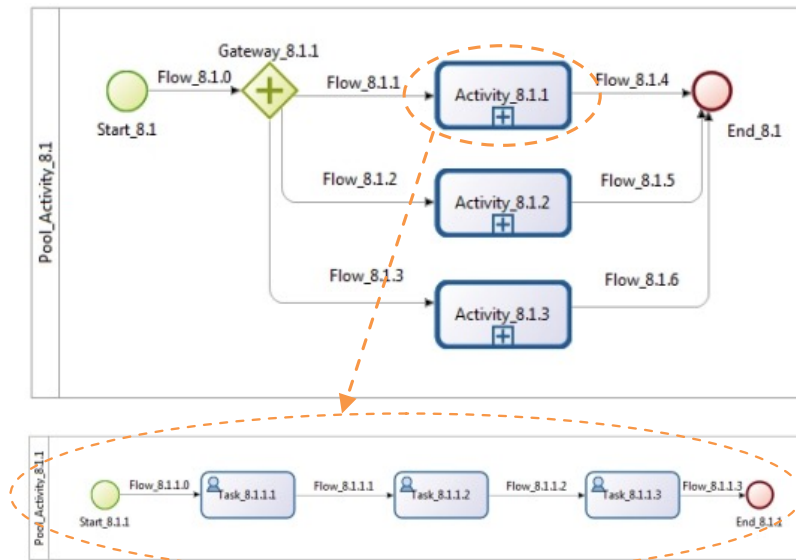 Pool_Activity_8.1
Gateway_8.1.1
Flow_8.1.0
Flow_8.1.1
Activity_8.1.1
Flow_8.1.4
Start_8.1
End_8.1
Flow_8.1.2
Activity_8.1.2
Flow_8.1.5
Flow_8.1.3
Activity_8.1.3
Flow_8.1.6
Pool_Activity_8.1.1
Flow_8.1.1.0
Task_8.1.1.1
Flow_8.1.1.1
Task_8.1.1.2
Flow_8.1.1.2
Task_8.1.1.3
Flow_8.1.1.3
Start_8.1.1
End_8.1.1